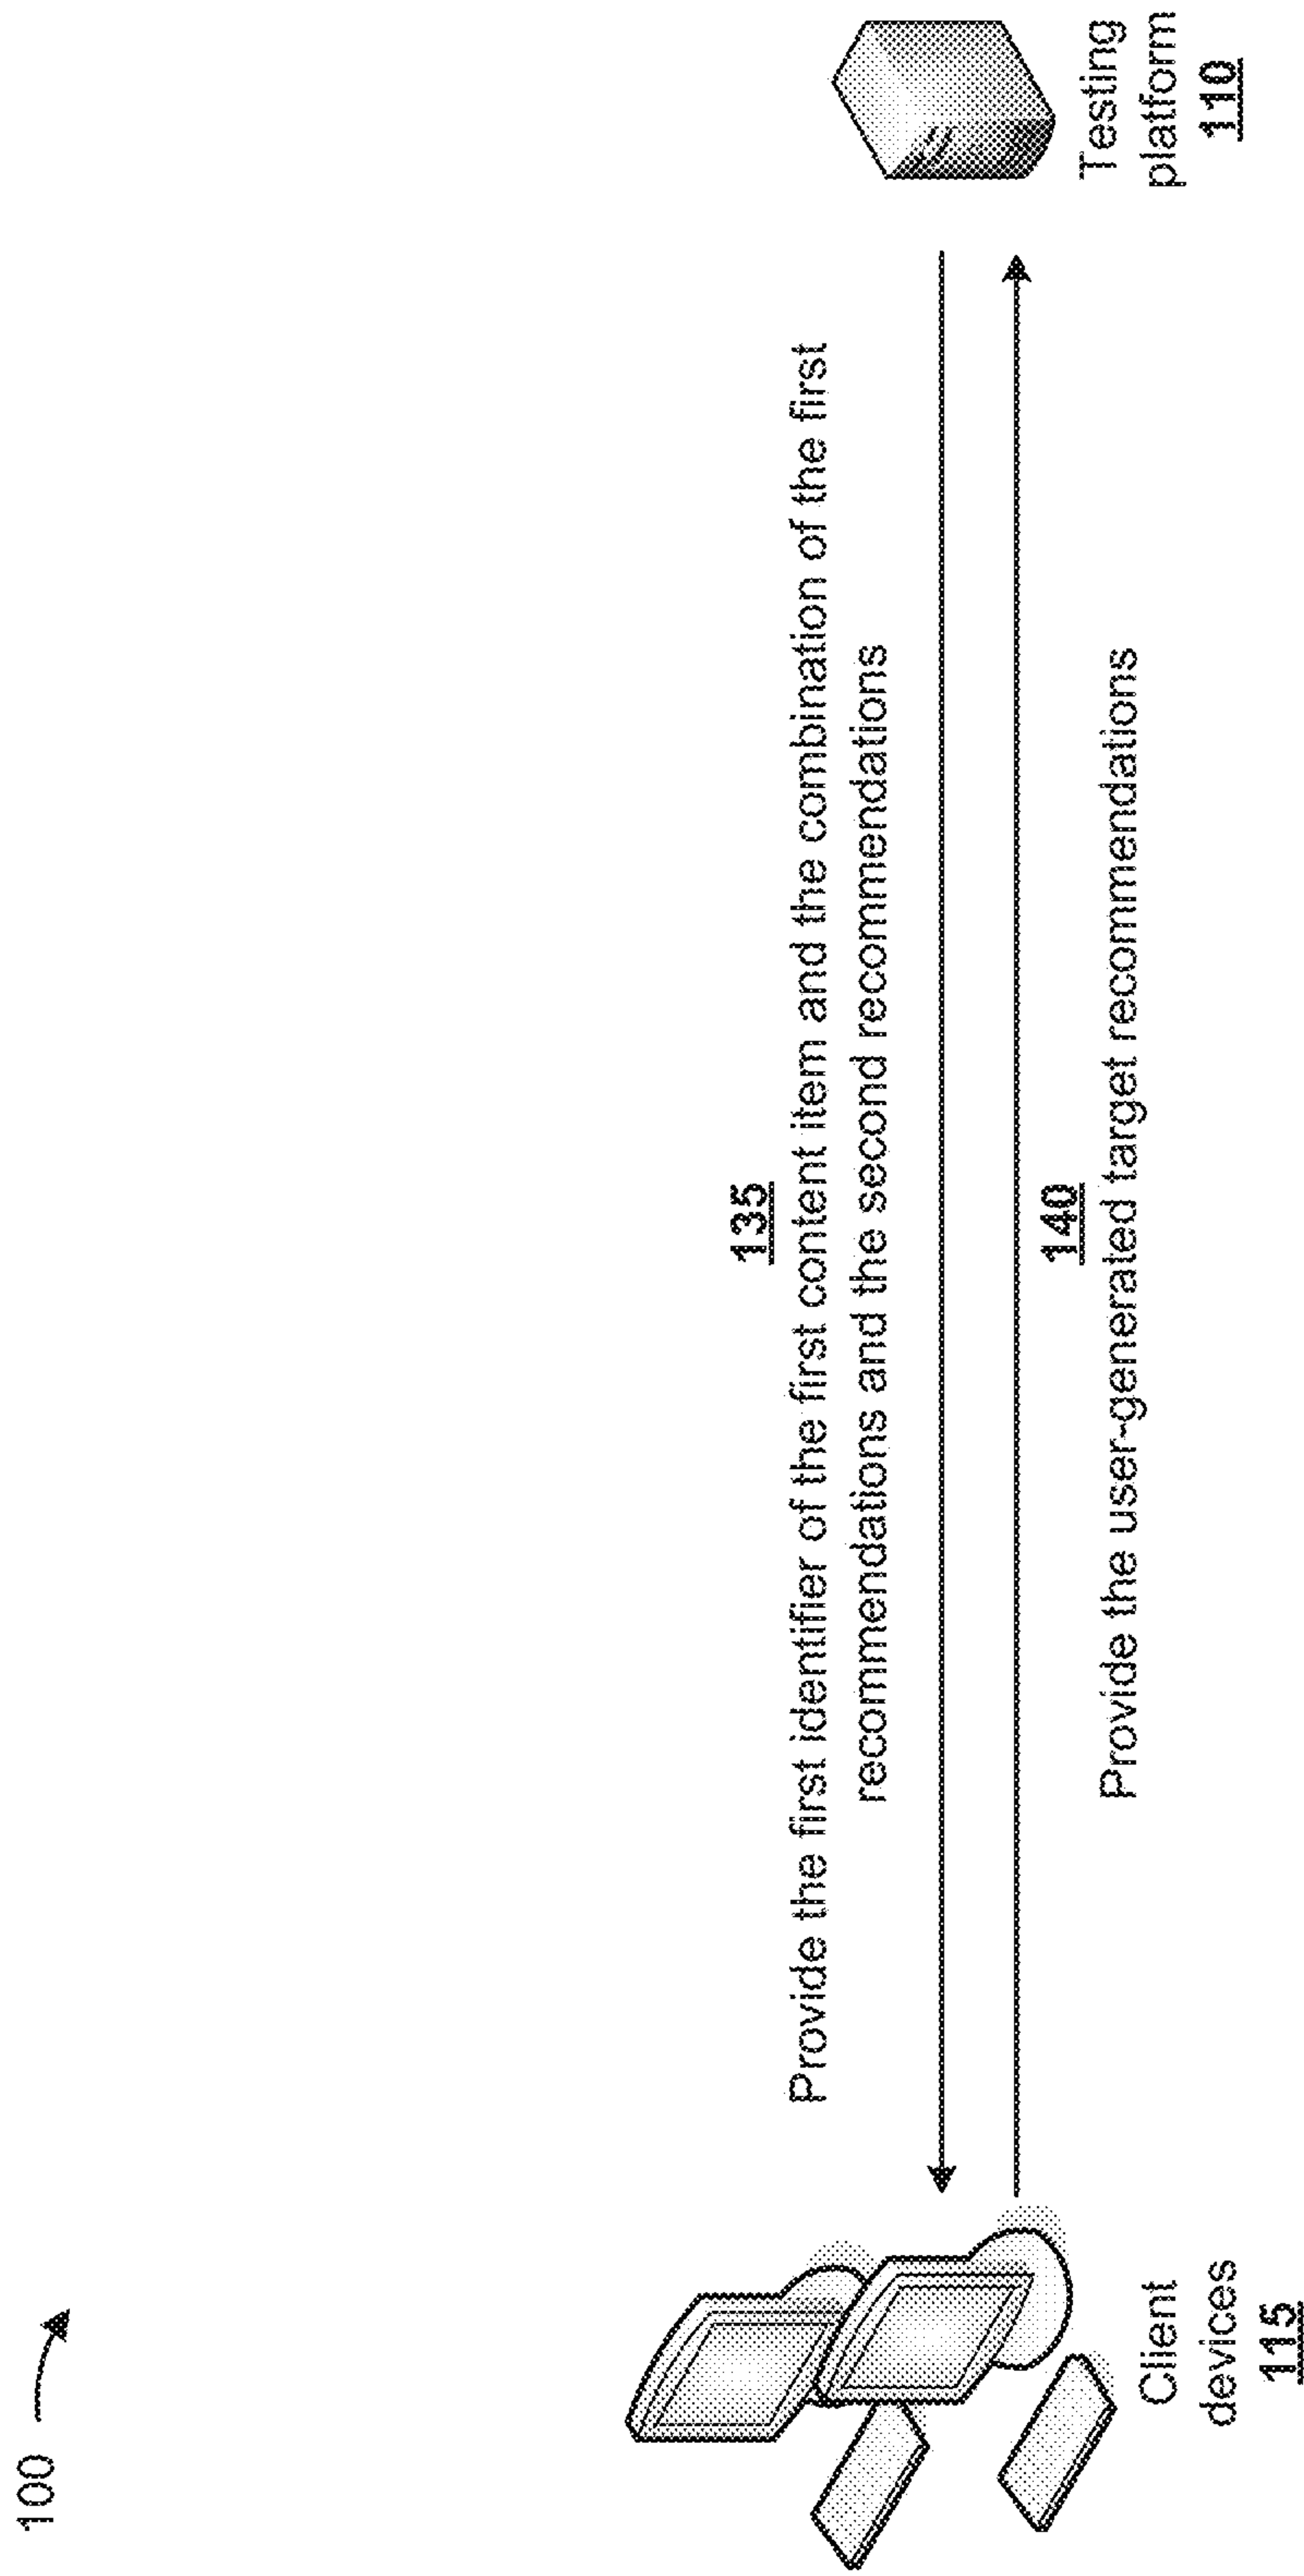 100
135
Provide the first identifier of the first content item and the combination of the first
recommendations and the second recommendations
140
Provide the user-generated target recommendations
Client
devices
115
Testing
platform
110